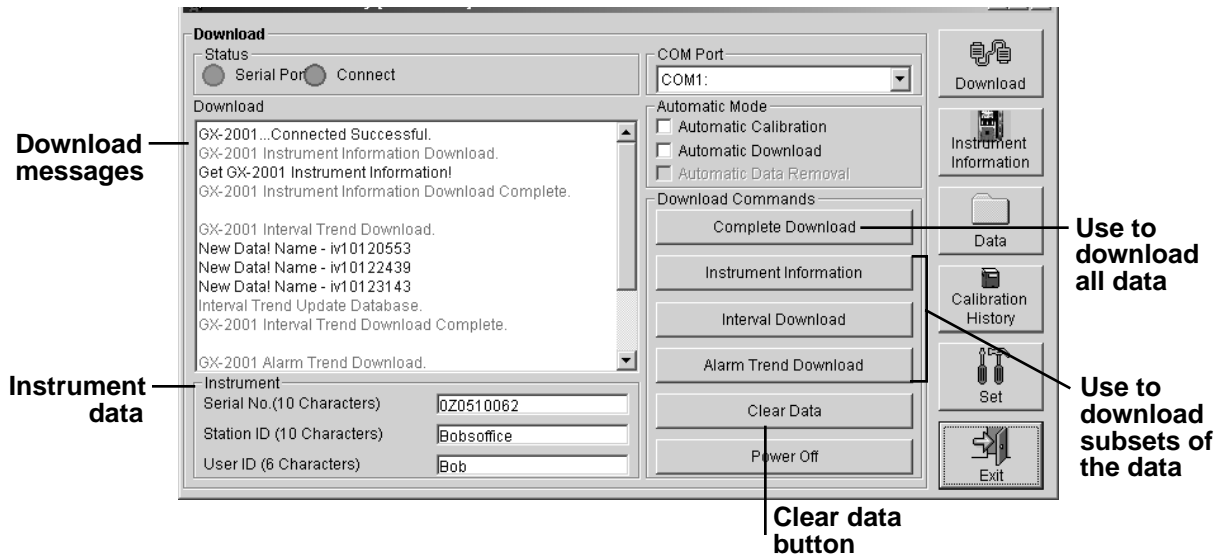 Download
Status
Serial Por
Connect
COM Port
COM1:
Download
GX-2001...Connected Successful.
GX-2001 Instrument Information Download.
Get GX-2001 Instrument Information!
GX-2001 Instrument Information Download Complete.
GX-2001 Interval Trend Download.
New Data! Name - iv10120553
New Data! Name - iv10122439
New Data! Name - iv10123143
Interval Trend Update Database.
GX-2001 Interval Trend Download Complete.
GX-2001 Alarm Trend Download.
Automatic Mode
Automatic Calibration
Automatic Download
Automatic Data Removal
Download Commands
Complete Download
Instrument Information
Interval Download
Alarm Trend Download
Clear Data
Power Off
Instrument
Serial No.(10 Characters)
0Z0510062
Station ID (10 Characters)
Bobsoffice
User ID (6 Characters)
Bob
Download
Instrument
Information
Data
Calibration
History
Set
Exit
Download
messages
Instrument
data
Use to
download
all data
Use to
download
subsets of
the data
Clear data
button